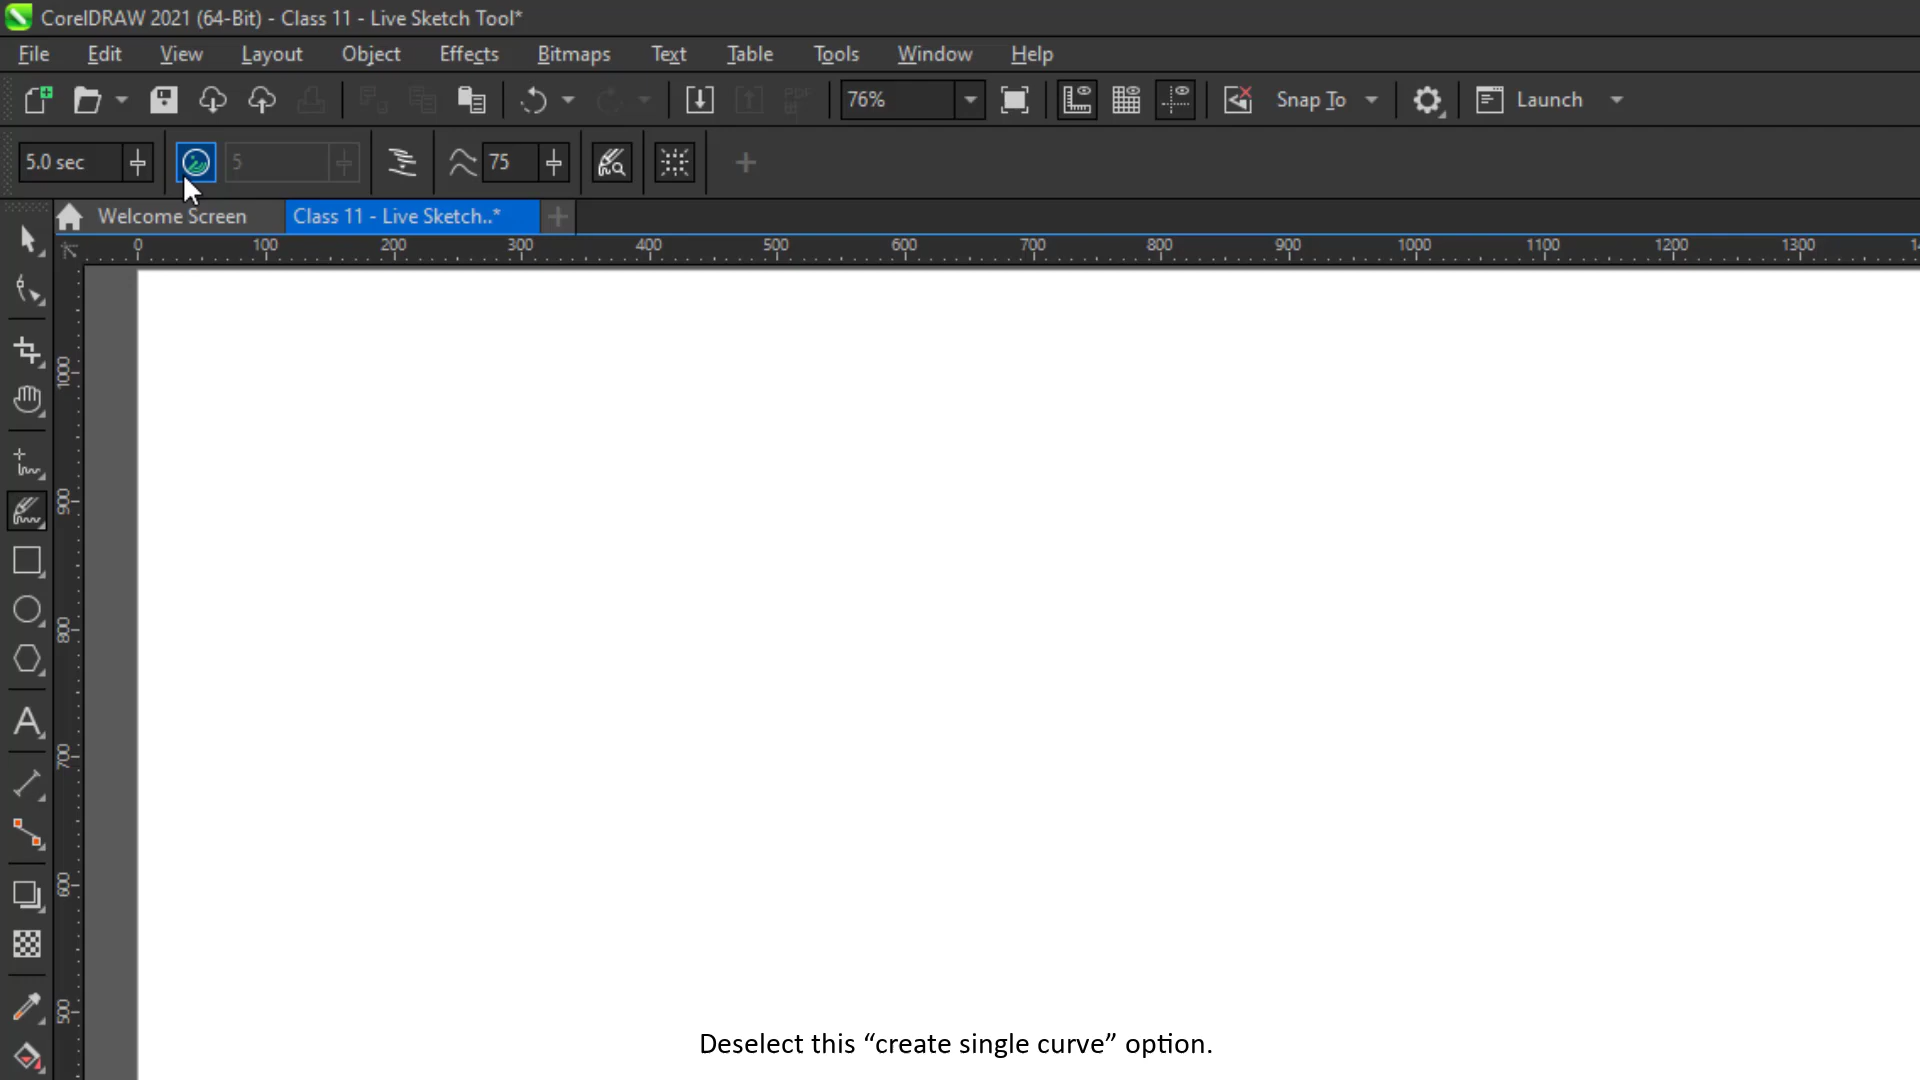 CorelDRAW 2021 (64-Bit) - Class 11 - Live Sketch Tool*
File Edit View Layout Object Effects Bitmaps Text Table Tools Window Help
PDF 76% Snap To Launch
5.0 sec 5 75
Welcome Screen Class 11 - Live Sketch..*
0 100 200 300 400 500 600 700 800 900 1000 1100 1200 1300
1000
900
800
700
600
500
Deselect this “create single curve” option.